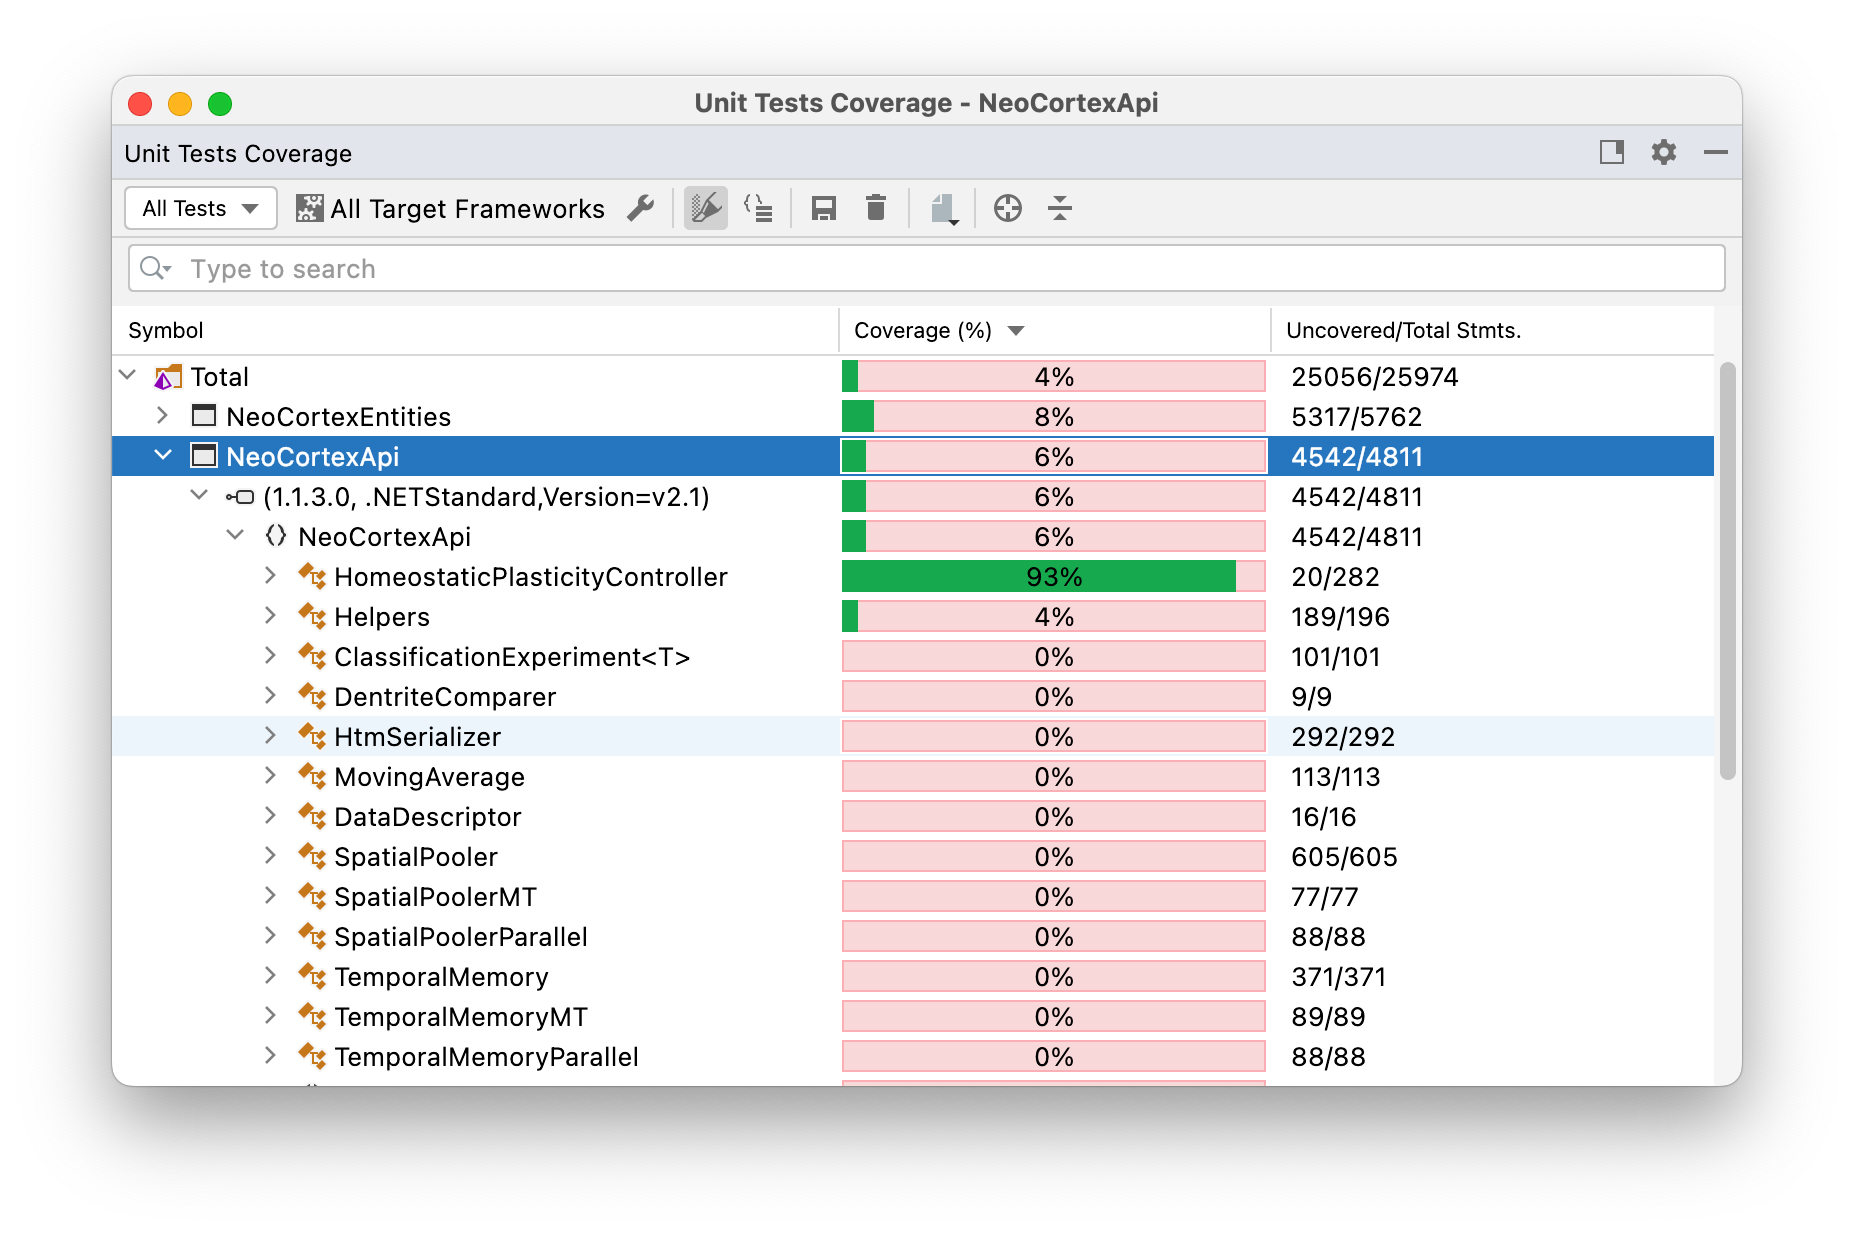 Unit Tests Coverage - NeoCortexApi
Unit Tests Coverage
All Tests All Target Frameworks
Type to search
Symbol Coverage (%) Uncovered/Total Stmts.
Total 4% 25056/25974
NeoCortexEntities 8% 5317/5762
NeoCortexApi 6% 4542/4811
(1.1.3.0, .NETStandard,Version=v2.1) 6% 4542/4811
NeoCortexApi 6% 4542/4811
HomeostaticPlasticityController 93% 20/282
Helpers 4% 189/196
ClassificationExperiment<T> 0% 101/101
DentriteComparer 0% 9/9
HtmSerializer 0% 292/292
MovingAverage 0% 113/113
DataDescriptor 0% 16/16
SpatialPooler 0% 605/605
SpatialPoolerMT 0% 77/77
SpatialPoolerParallel 0% 88/88
TemporalMemory 0% 371/371
TemporalMemoryMT 0% 89/89
TemporalMemoryParallel 0% 88/88